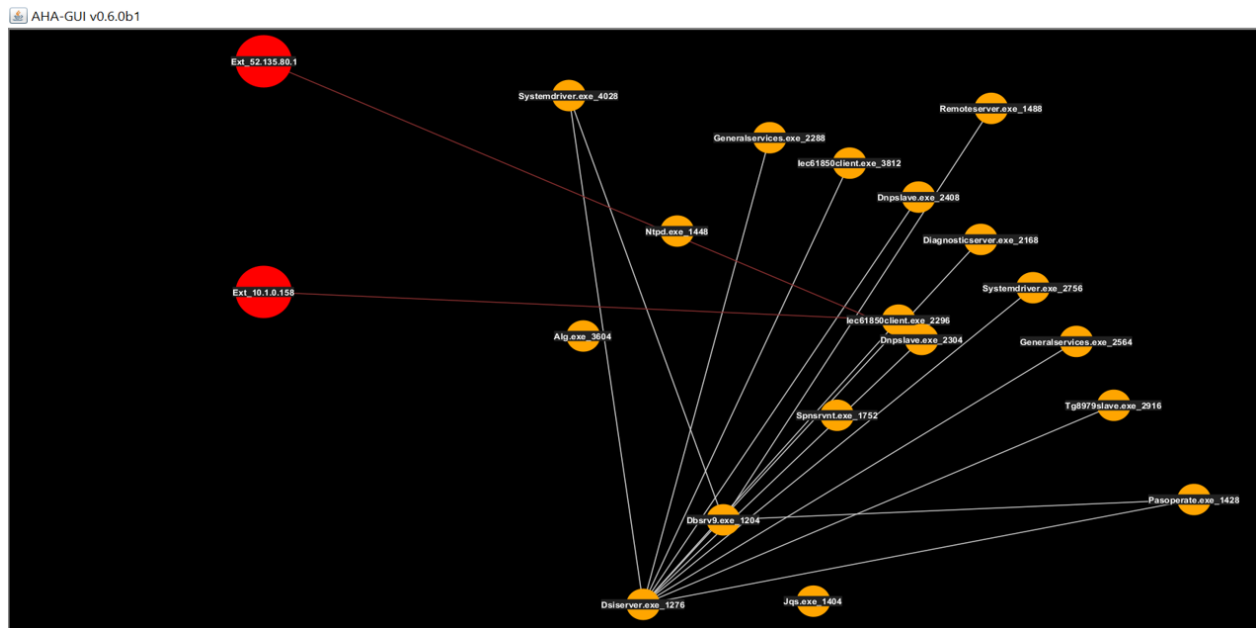 AHA-GUI v0.6.0b1
Ext_52.135.80.1
Systemdriver.exe_4028
Remoteserver.exe_1488
Generalservices.exe_2288
Iec61850client.exe_3812
Dnpslave.exe_2408
Ntpd.exe_1448
Diagnosticserver.exe_2168
Systemdriver.exe_2756
Ext_10.1.0.158
Iec61850client.exe_2296
Alg.exe_3604
Dnpslave.exe_2304
Generalservices.exe_2564
Tg8979slave.exe_2916
Spnsrvnt.exe_1752
Pasoperate.exe_1428
Dbsrv9.exe_1204
Dsiserver.exe_1276
Jqs.exe_1404